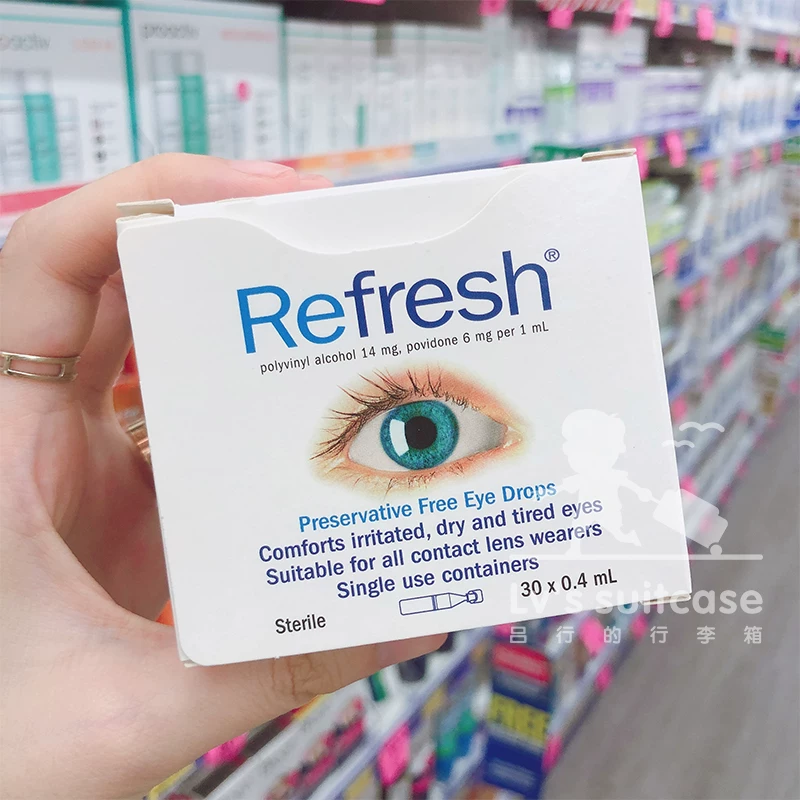 proactiv
Refresh®
polyvinyl alcohol 14 mg, povidone 6 mg per 1 mL
Preservative Free Eye Drops
Comforts irritated, dry and tired eyes
Suitable for all contact lens wearers
Single use containers
Sterile
30 x 0.4 mL
Lv's suitcase
吕行的行李箱
FREE